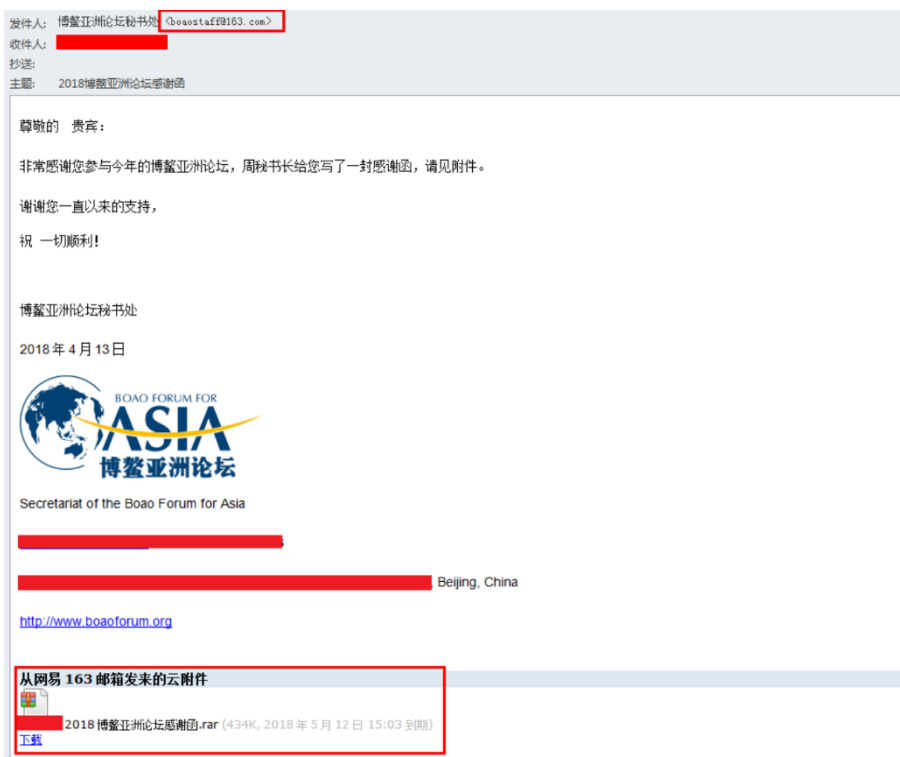 发件人: 博鳌亚洲论坛秘书处 <boaostaff@163.com>
收件人:
抄送:
主题: 2018博鳌亚洲论坛感谢函
尊敬的 贵宾：
非常感谢您参与今年的博鳌亚洲论坛，周秘书长给您写了一封感谢函，请见附件。
谢谢您一直以来的支持，
祝 一切顺利！
博鳌亚洲论坛秘书处
2018 年 4 月 13 日
BOAO FORUM FOR
ASIA
博鳌亚洲论坛
Secretariat of the Boao Forum for Asia
, Beijing, China
http://www.boaoforum.org
从网易 163 邮箱发来的云附件
2018 博鳌亚洲论坛感谢函.rar (434K, 2018 年 5 月 12 日 15:03 到期)
下载